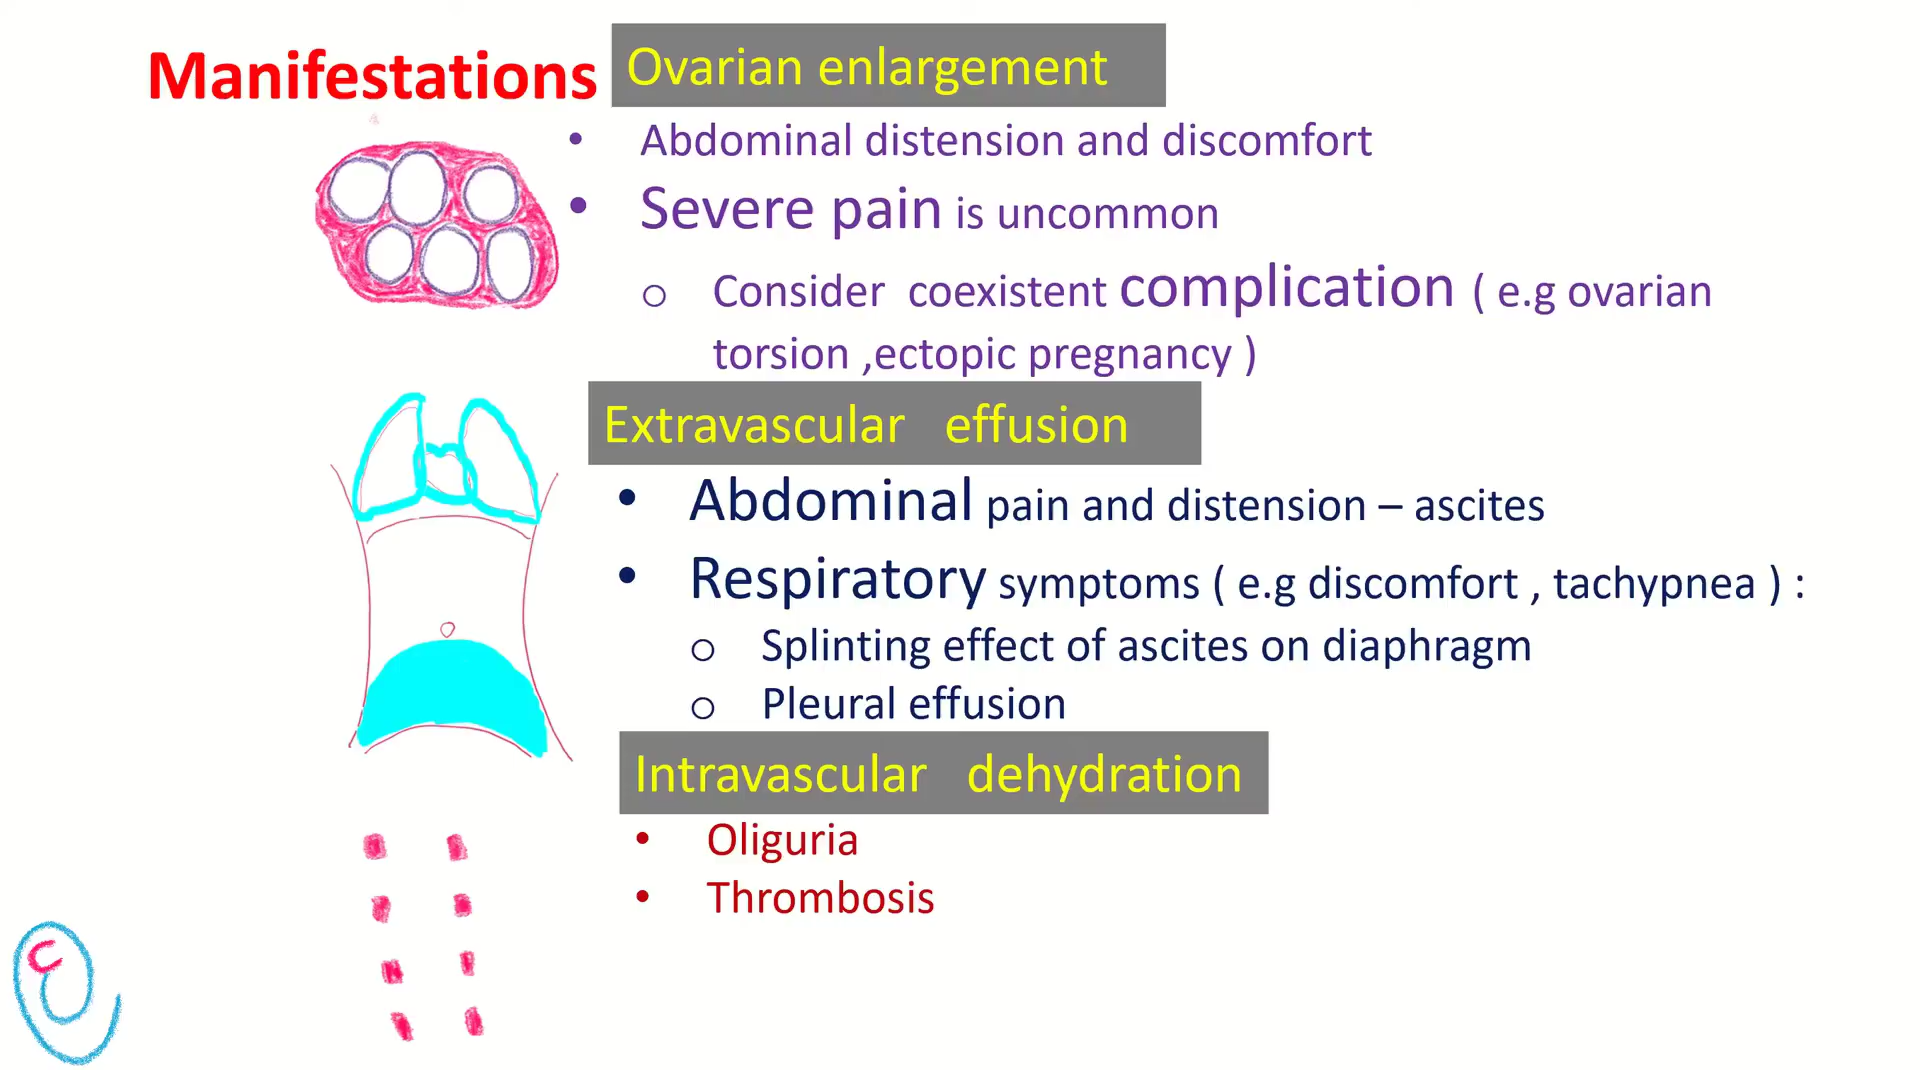 Manifestations
Ovarian enlargement
• Abdominal distension and discomfort
• Severe pain is uncommon
o Consider coexistent complication ( e.g ovarian
torsion ,ectopic pregnancy )
Extravascular effusion
• Abdominal pain and distension – ascites
• Respiratory symptoms ( e.g discomfort , tachypnea ) :
o Splinting effect of ascites on diaphragm
o Pleural effusion
Intravascular dehydration
• Oliguria
• Thrombosis